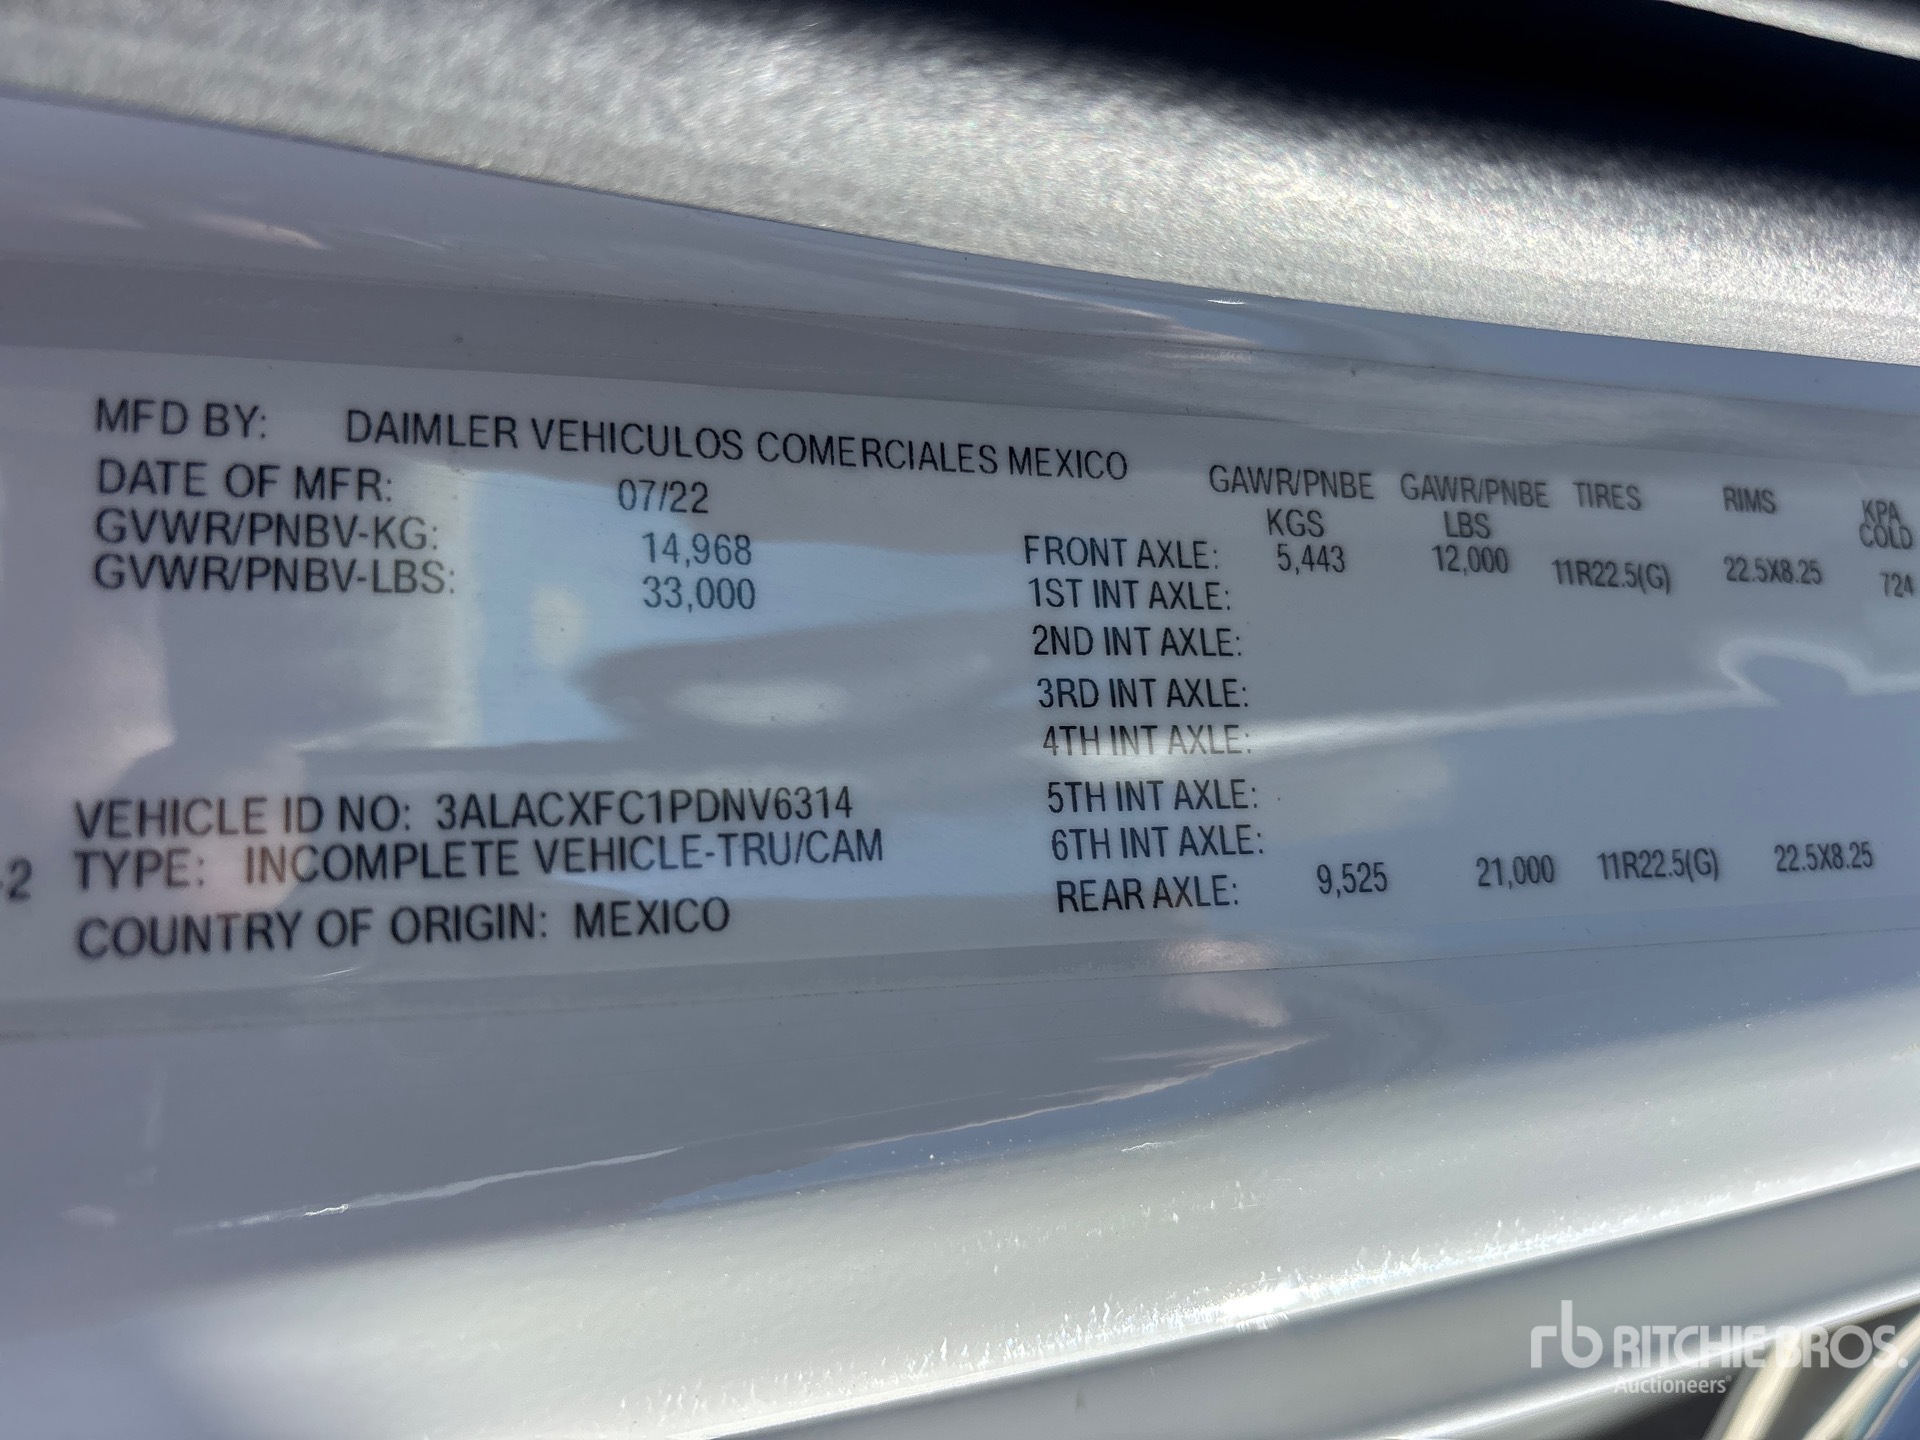 MFD BY: DAIMLER VEHICULOS COMERCIALES MEXICO
DATE OF MFR: 07/22
GVWR/PNBV-KG: 14,968
GVWR/PNBV-LBS: 33,000
VEHICLE ID NO: 3ALACXFC1PDNV6314
-2 TYPE: INCOMPLETE VEHICLE-TRU/CAM
COUNTRY OF ORIGIN: MEXICO
GAWR/PNBE GAWR/PNBE TIRES RIMS KPA
KGS LBS COLD
FRONT AXLE: 5,443 12,000 11R22.5(G) 22.5X8.25 724
1ST INT AXLE:
2ND INT AXLE:
3RD INT AXLE:
4TH INT AXLE:
5TH INT AXLE:
6TH INT AXLE:
REAR AXLE: 9,525 21,000 11R22.5(G) 22.5X8.25
rb RITCHIE BROS.
Auctioneers